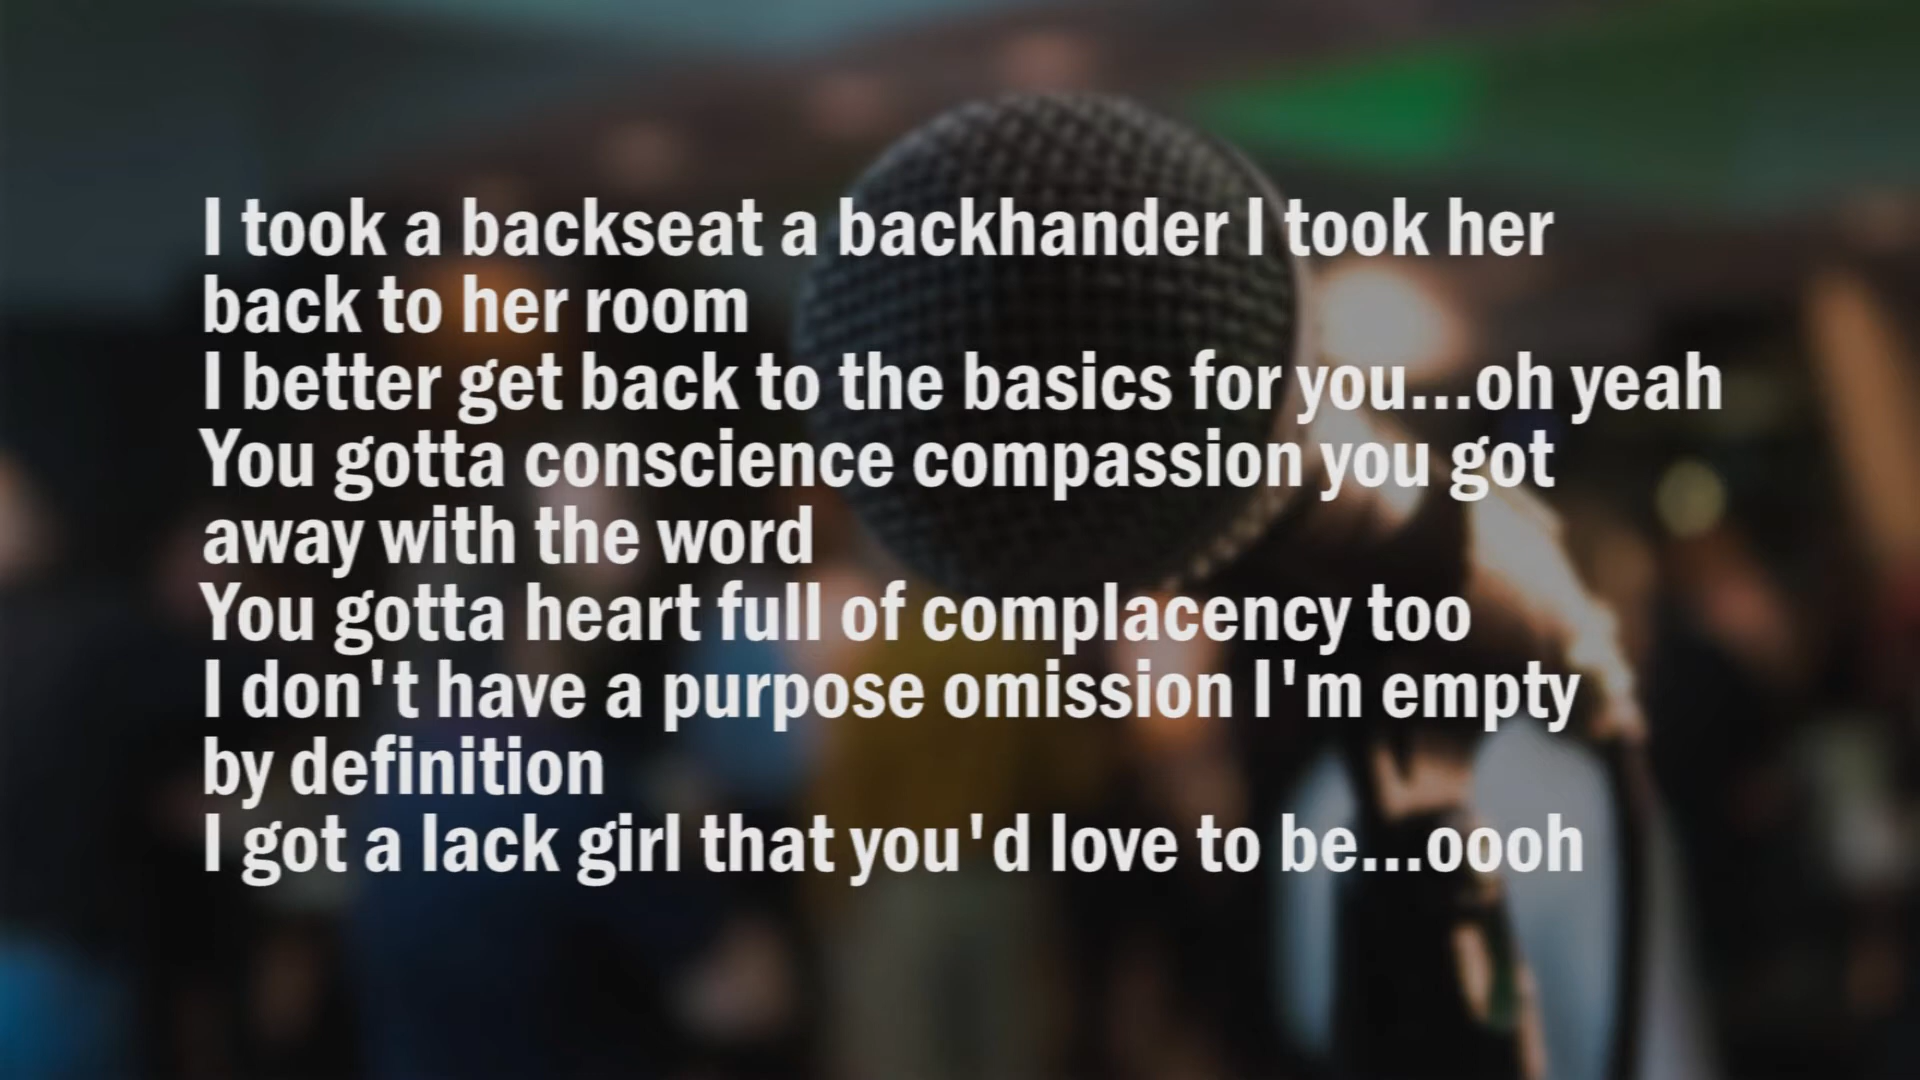 I took a backseat a backhander I took her
back to her room
I better get back to the basics for you...oh yeah
You gotta conscience compassion you got
away with the word
You gotta heart full of complacency too
I don't have a purpose omission I'm empty
by definition
I got a lack girl that you'd love to be...oooh